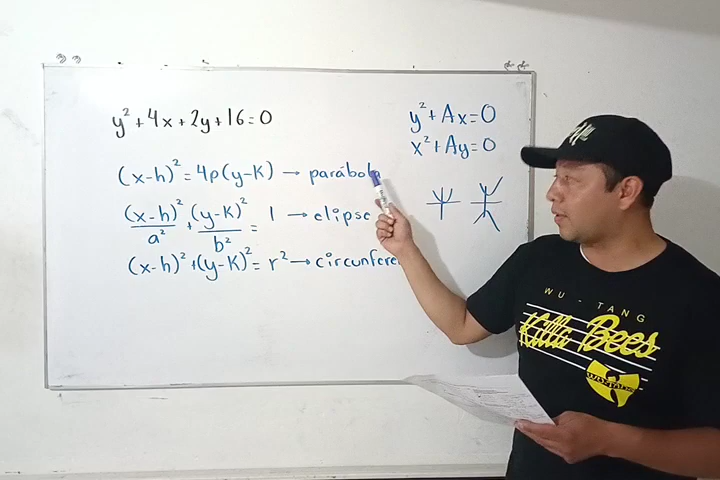 y² + 4x + 2y + 16 = 0
(x-h)² = 4p(y-k) → parábola
(x-h)²/a² + (y-k)²/b² = 1 → elipse
(x-h)² + (y-k)² = r² → circunferen
y² + Ax = 0
x² + Ay = 0
WU - TANG
Killa Bees